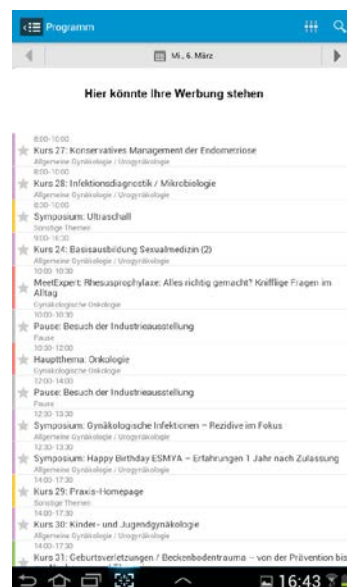 Programm
Mi., 6. März
Hier könnte Ihre Werbung stehen
8:00-10:00
Kurs 27: Konservatives Management der Endometriose
Allgemeine Gynäkologie / Urogynäkologie
8:00-10:00
Kurs 28: Infektionsdiagnostik / Mikrobiologie
Allgemeine Gynäkologie / Urogynäkologie
8:30-10:00
Symposium: Ultraschall
Sonstige Themen
9:00-16:30
Kurs 24: Basisausbildung Sexualmedizin (2)
Allgemeine Gynäkologie / Urogynäkologie
10:00-10:30
MeetExpert: Rhesusprophylaxe: Alles richtig gemacht? Knifflige Fragen im
Alltag
Gynäkologische Onkologie
10:00-10:30
Pause: Besuch der Industrieausstellung
Pause
10:30-12:00
Hauptthema: Onkologie
Gynäkologische Onkologie
12:00-14:00
Pause: Besuch der Industrieausstellung
Pause
12:30-13:30
Symposium: Gynäkologische Infektionen – Rezidive im Fokus
Allgemeine Gynäkologie / Urogynäkologie
12:30-13:30
Symposium: Happy Birthday ESMYA – Erfahrungen 1 Jahr nach Zulassung
Allgemeine Gynäkologie / Urogynäkologie
14:00-17:30
Kurs 29: Praxis-Homepage
Sonstige Themen
14:00-17:30
Kurs 30: Kinder- und Jugendgynäkologie
Allgemeine Gynäkologie / Urogynäkologie
14:00-17:30
Kurs 31: Geburtsverletzungen / Beckenbodentrauma – von der Prävention bis
16:43